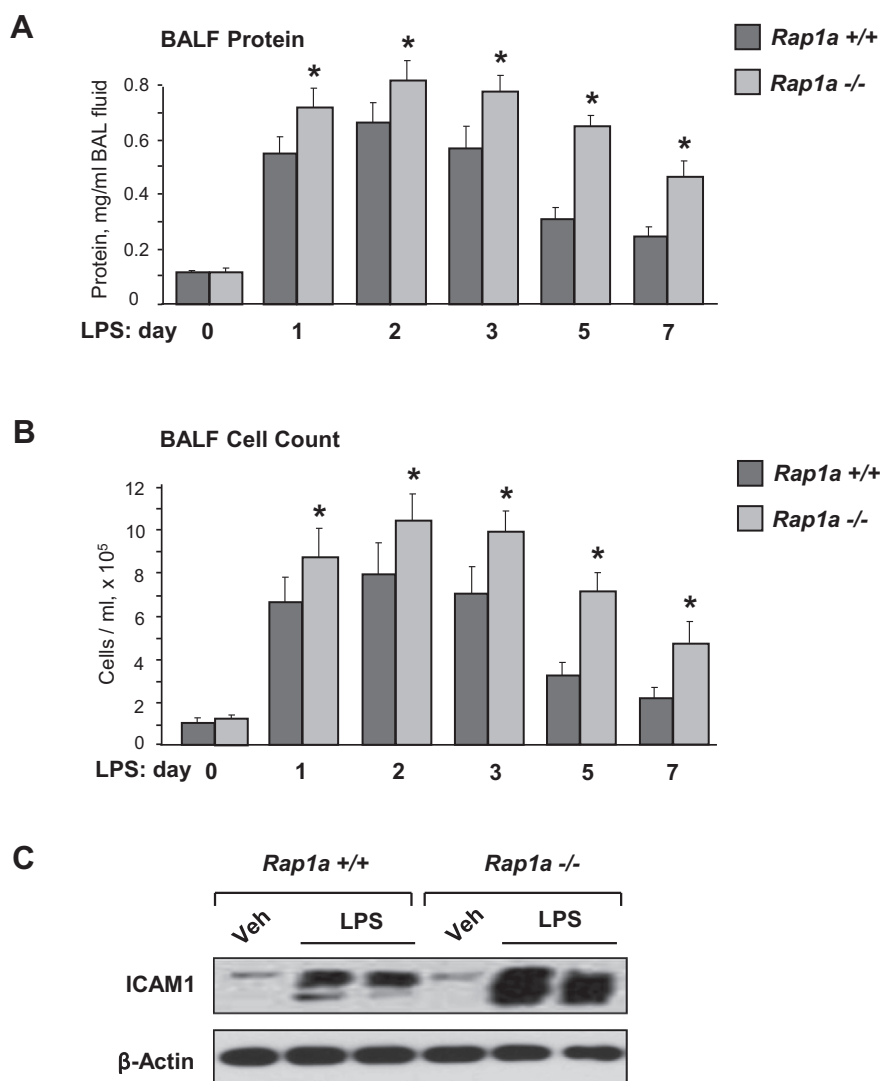 A
BALF Protein
Rap1a +/+
Rap1a -/-
Protein, mg/ml BAL fluid
0.8
0.6
0.4
0.2
0
* * * * *
LPS: day 0 1 2 3 5 7
B
BALF Cell Count
Rap1a +/+
Rap1a -/-
Cells / ml, x 10⁵
12
10
8
6
4
2
0
* * * * *
LPS: day 0 1 2 3 5 7
C
Rap1a +/+ Rap1a -/-
Veh LPS Veh LPS
ICAM1
β-Actin